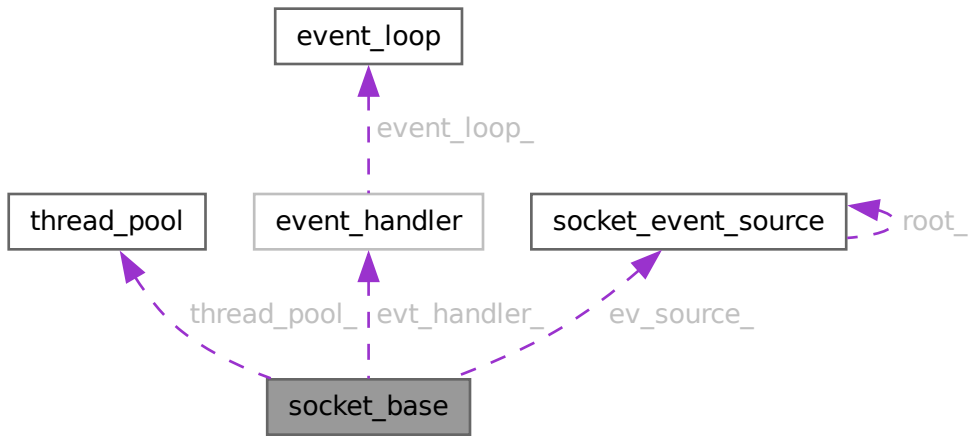 event_loop
event_loop_
thread_pool
event_handler
socket_event_source
root_
thread_pool_
evt_handler_
ev_source_
socket_base